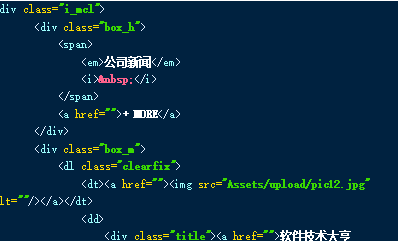 div class="i_mcl">
<div class="box_h">
<span>
<em>公司新闻</em>
<i>&nbsp;</i>
</span>
<a href="">+ MORE</a>
</div>
<div class="box_m">
<dl class="clearfix">
<dt><a href=""><img src="Assets/upload/pic12.jpg"
lt=""/></a></dt>
<dd>
<div class="title"><a href="">软件技术大亨